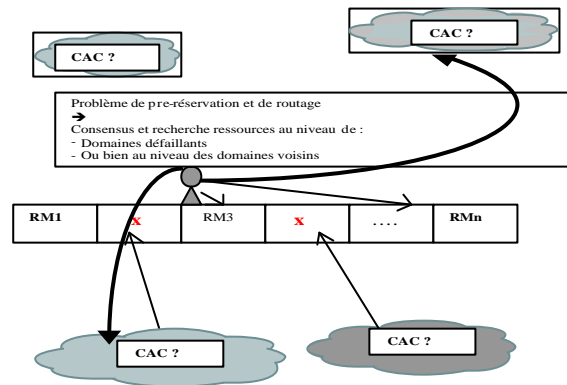 CAC ?
CAC ?
Problème de pre-réservation et de routage
➔
Consensus et recherche ressources au niveau de :
- Domaines défaillants
- Ou bien au niveau des domaines voisins
RM1 x RM3 x .... RMn
CAC ?
CAC ?